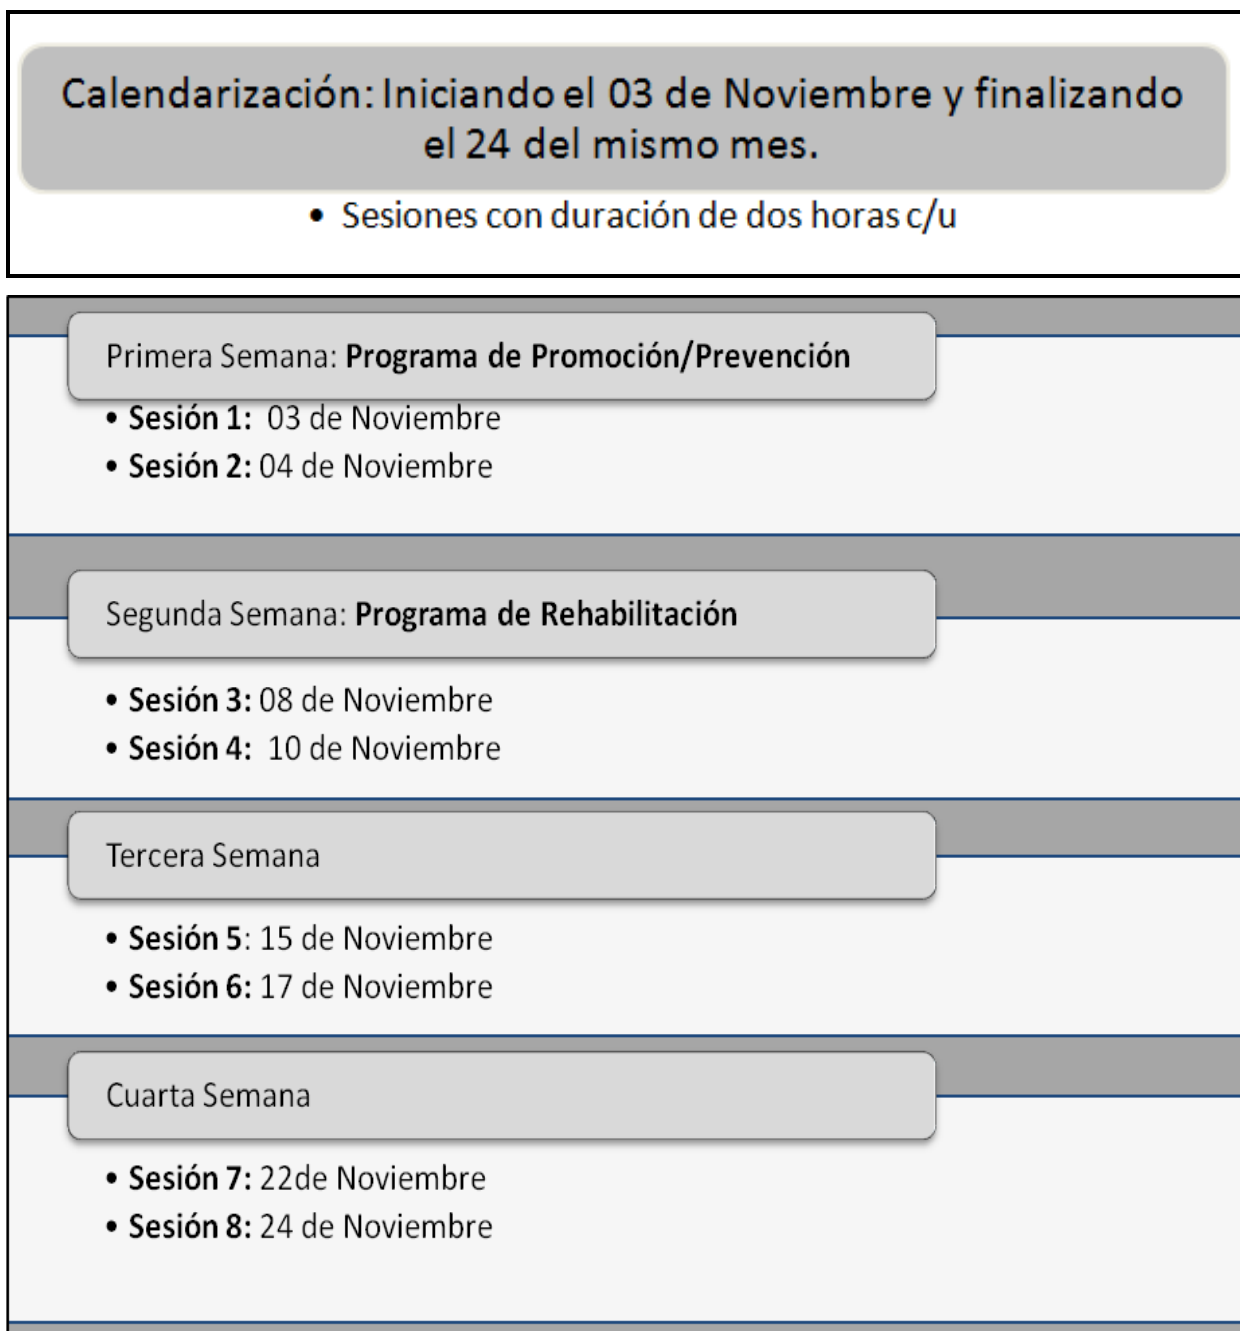 Calendarización: Iniciando el 03 de Noviembre y finalizando
el 24 del mismo mes.
• Sesiones con duración de dos horas c/u
Primera Semana: Programa de Promoción/Prevención
• Sesión 1: 03 de Noviembre
• Sesión 2: 04 de Noviembre
Segunda Semana: Programa de Rehabilitación
• Sesión 3: 08 de Noviembre
• Sesión 4: 10 de Noviembre
Tercera Semana
• Sesión 5: 15 de Noviembre
• Sesión 6: 17 de Noviembre
Cuarta Semana
• Sesión 7: 22de Noviembre
• Sesión 8: 24 de Noviembre